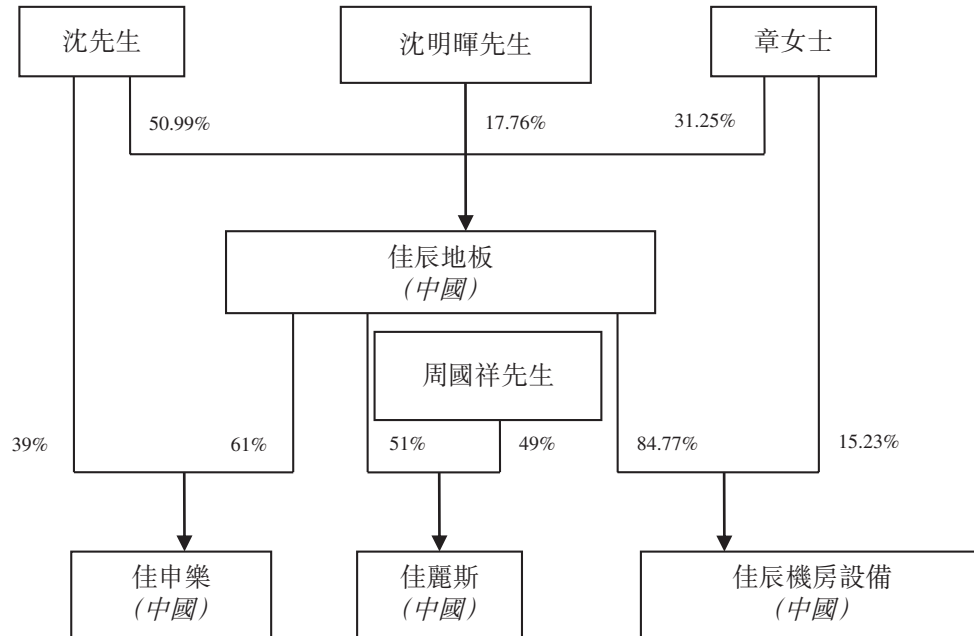 沈先生
沈明暉先生
章女士
50.99%
17.76%
31.25%
佳辰地板
(中國)
周國祥先生
39%
61%
51%
49%
84.77%
15.23%
佳申樂
(中國)
佳麗斯
(中國)
佳辰機房設備
(中國)